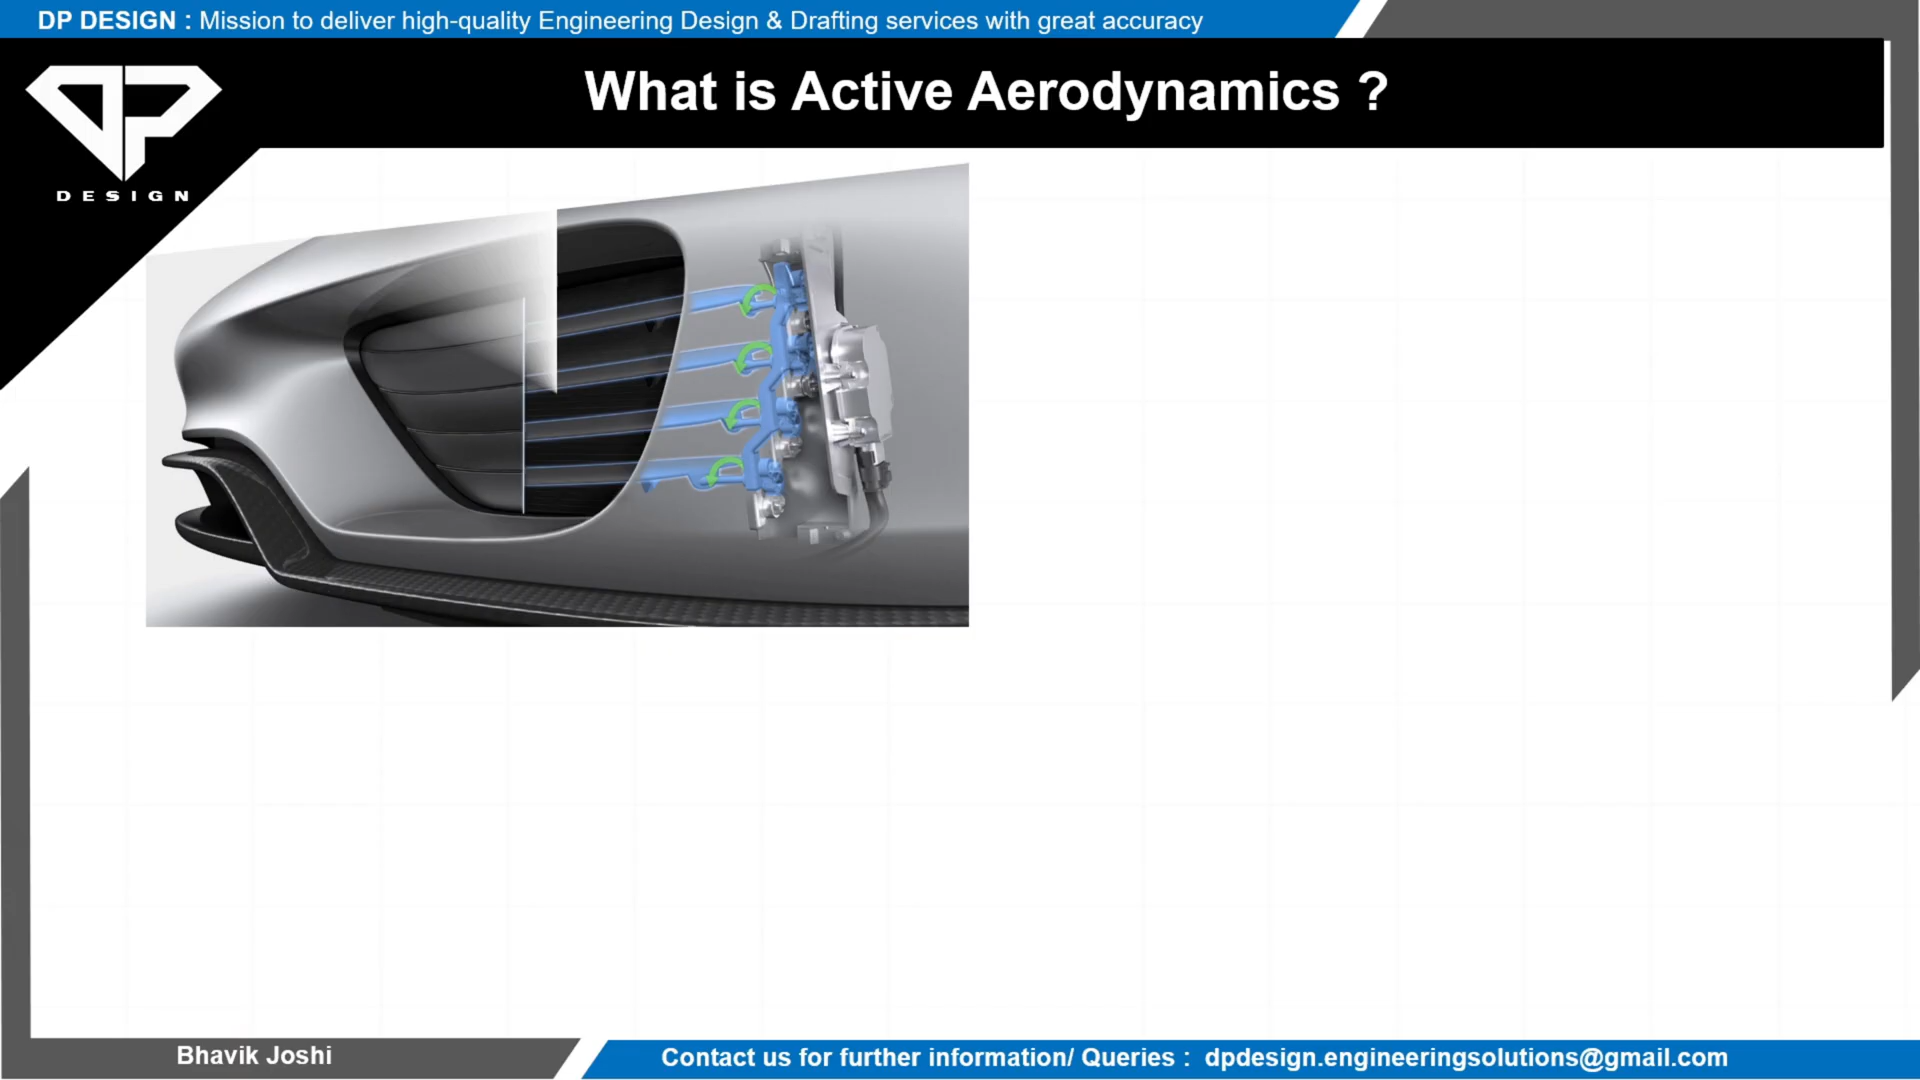 DP DESIGN : Mission to deliver high-quality Engineering Design & Drafting services with great accuracy
What is Active Aerodynamics ?
DP
DESIGN
Bhavik Joshi
Contact us for further information/ Queries : dpdesign.engineeringsolutions@gmail.com